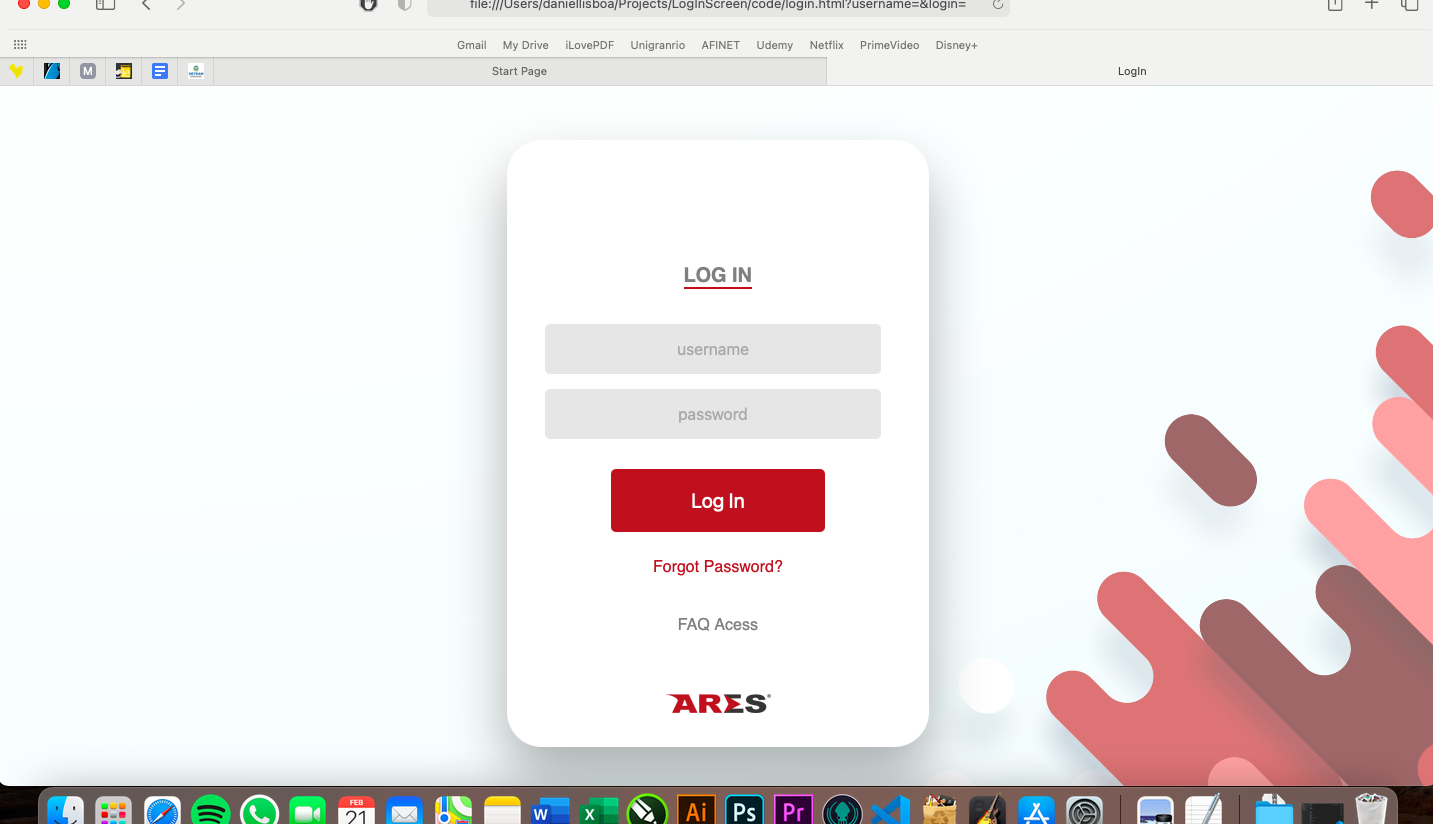 file:///Users/daniellisboa/Projects/LogInScreen/code/login.html?username=&login=
Gmail My Drive iLovePDF Unigranrio AFINET Udemy Netflix PrimeVideo Disney+
M Start Page LogIn
LOG IN
username
password
Log In
Forgot Password?
FAQ Acess
ARES®
FEB
21
W X Ai Ps Pr